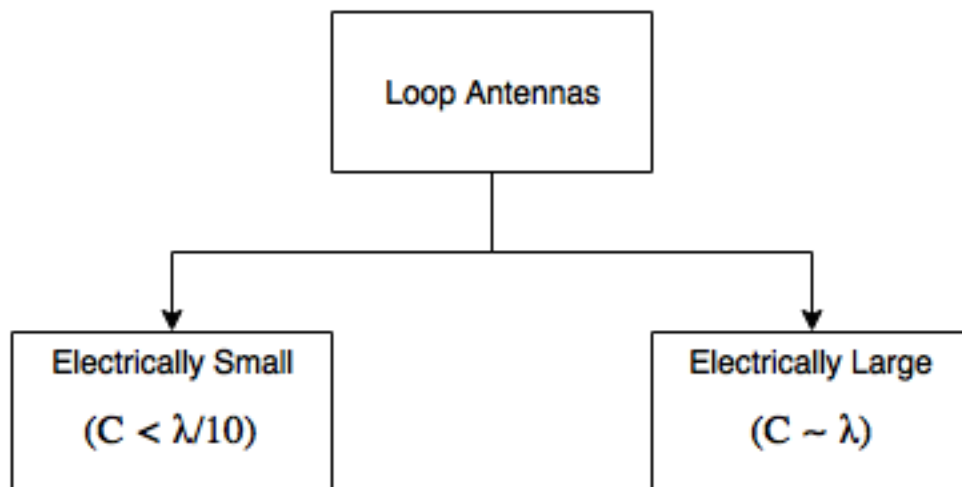 Loop Antennas
Electrically Small
(C < λ/10)
Electrically Large
(C ~ λ)